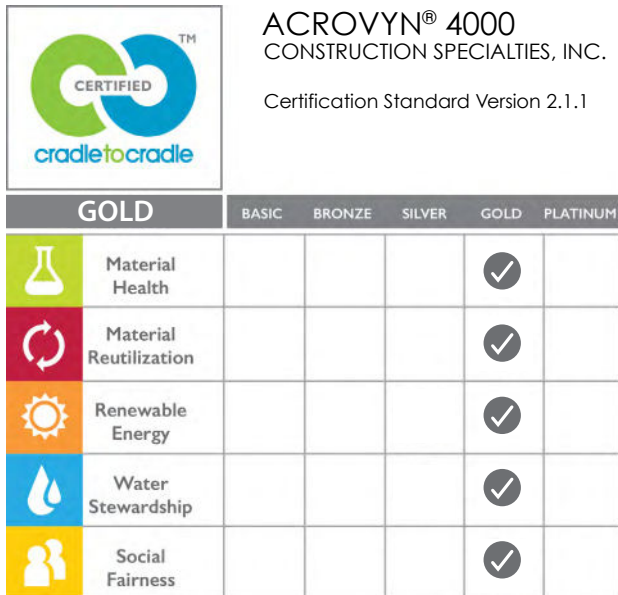 TM
CERTIFIED
cradletocradle
ACROVYN® 4000
CONSTRUCTION SPECIALTIES, INC.
Certification Standard Version 2.1.1
GOLD BASIC BRONZE SILVER GOLD PLATINUM
Material
Health
Material
Reutilization
Renewable
Energy
Water
Stewardship
Social
Fairness